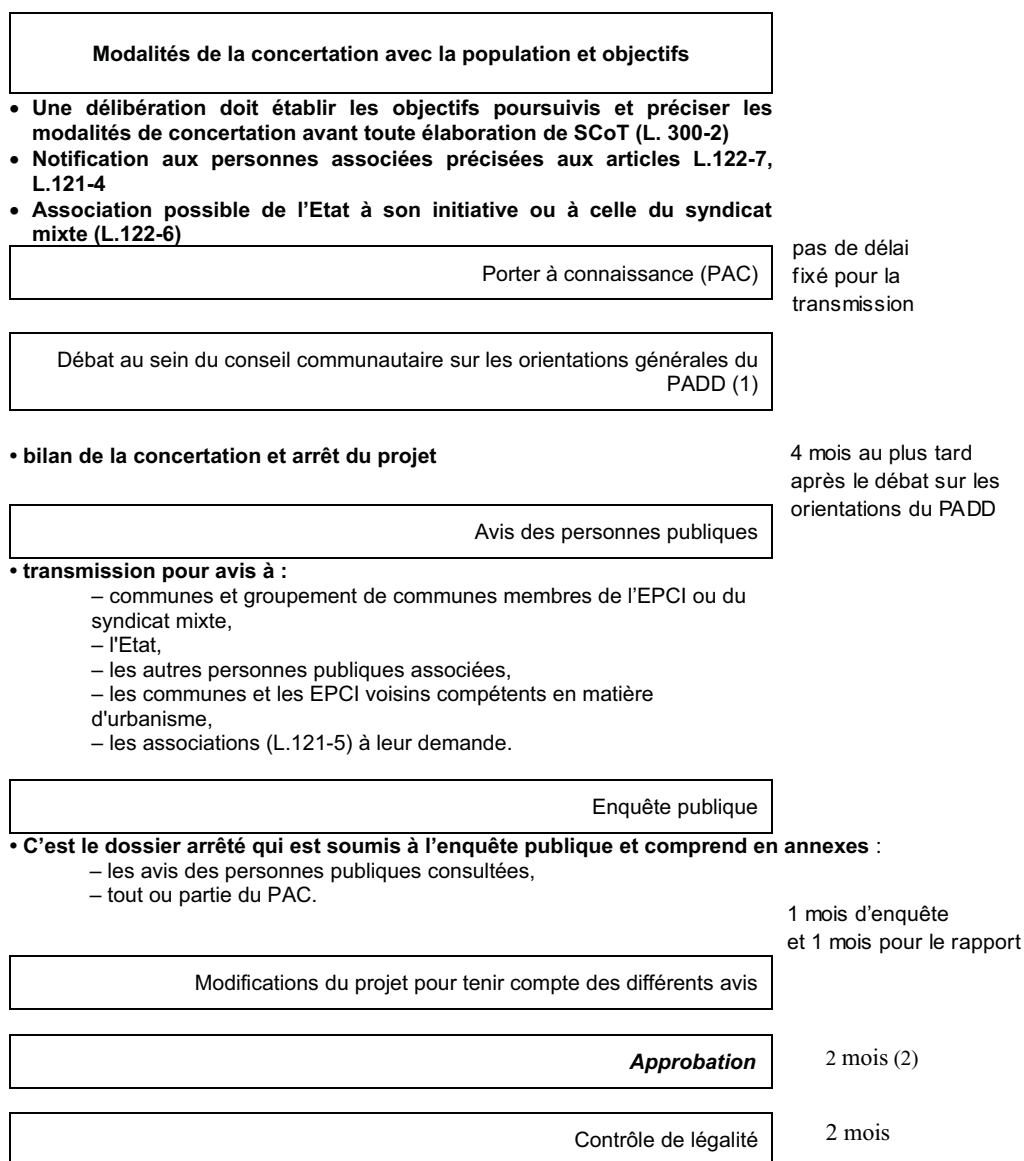 Modalités de la concertation avec la population et objectifs
• Une délibération doit établir les objectifs poursuivis et préciser les
modalités de concertation avant toute élaboration de SCoT (L. 300-2)
• Notification aux personnes associées précisées aux articles L.122-7,
L.121-4
• Association possible de l'Etat à son initiative ou à celle du syndicat
mixte (L.122-6)
Porter à connaissance (PAC)
pas de délai
fixé pour la
transmission
Débat au sein du conseil communautaire sur les orientations générales du
PADD (1)
• bilan de la concertation et arrêt du projet
4 mois au plus tard
après le débat sur les
orientations du PADD
Avis des personnes publiques
• transmission pour avis à :
– communes et groupement de communes membres de l'EPCI ou du
syndicat mixte,
– l'Etat,
– les autres personnes publiques associées,
– les communes et les EPCI voisins compétents en matière
d'urbanisme,
– les associations (L.121-5) à leur demande.
Enquête publique
• C'est le dossier arrêté qui est soumis à l'enquête publique et comprend en annexes :
– les avis des personnes publiques consultées,
– tout ou partie du PAC.
1 mois d'enquête
et 1 mois pour le rapport
Modifications du projet pour tenir compte des différents avis
Approbation
2 mois (2)
Contrôle de légalité
2 mois